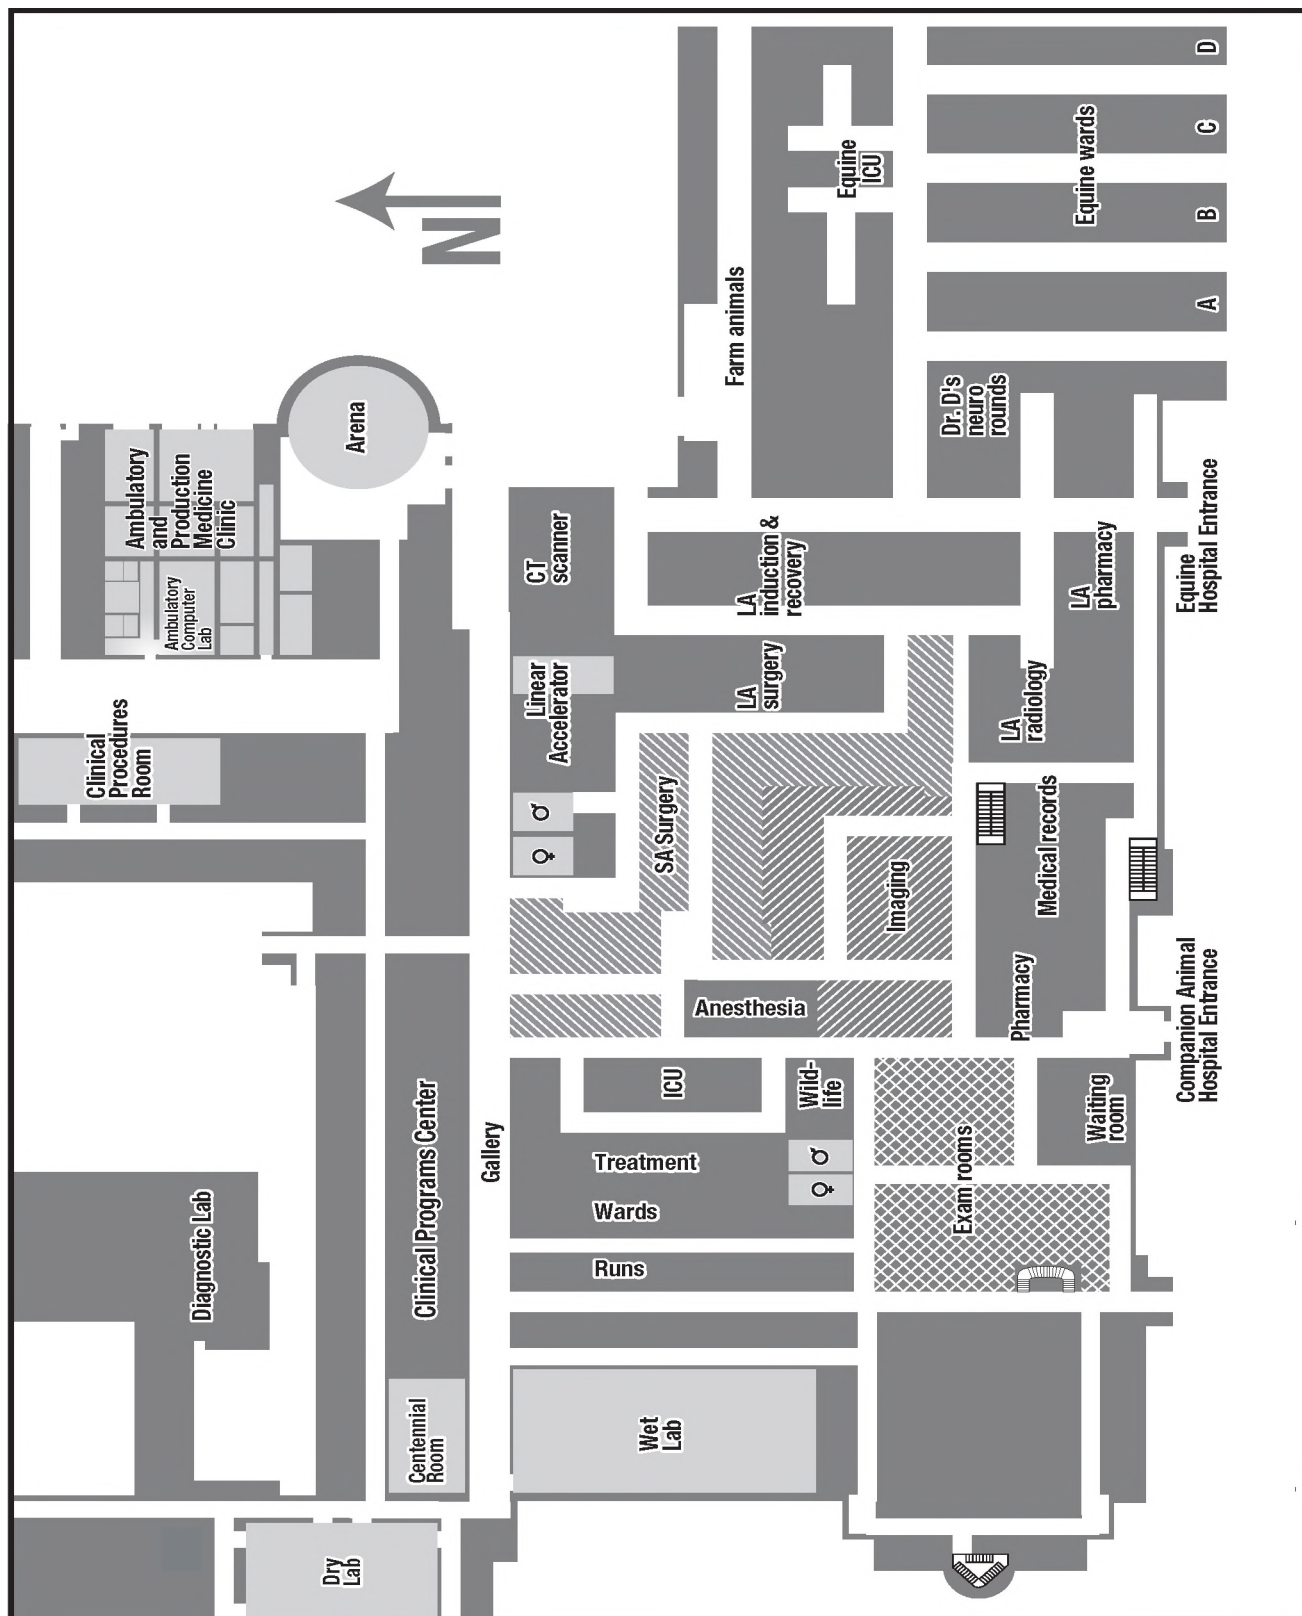 D
C
B
A
Equine wards
Equine
ICU
N
Farm animals
Dr. D's
neuro
rounds
Arena
Ambulatory
and
Production
Medicine
Clinic
Ambulatory
Computer
Lab
CT
scanner
LA
induction &
recovery
LA
pharmacy
Equine
Hospital Entrance
Linear
Accelerator
LA
surgery
LA
radiology
Clinical
Procedures
Room
♂
♀
SA Surgery
Imaging
Medical records
Pharmacy
Anesthesia
Companion Animal
Hospital Entrance
ICU
Wild-
life
Waiting
room
Clinical Programs Center
Gallery
Treatment
Wards
♂
♀
Exam rooms
Diagnostic Lab
Runs
Centennial
Room
Wet
Lab
Dry
Lab